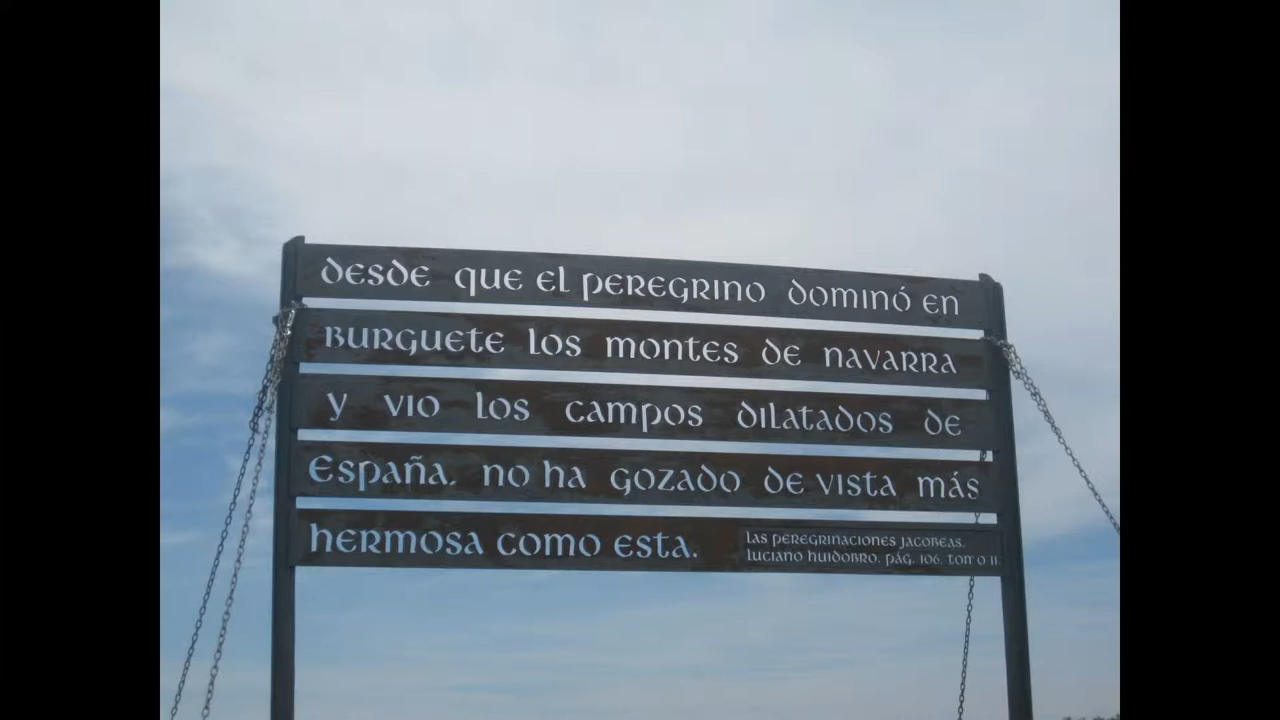 desde que el peregrino dominó en
Burguete los montes de navarra
y vio los campos dilatados de
España. no ha gozado de vista más
hermosa como esta.
Las peregrinaciones jacobeas.
Luciano Huidobro. pág. 106. Tomo II